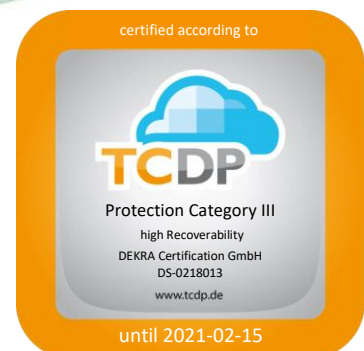 certified according to
TCDP
Protection Category III
high Recoverability
DEKRA Certification GmbH
DS-0218013
www.tcdp.de
until 2021-02-15